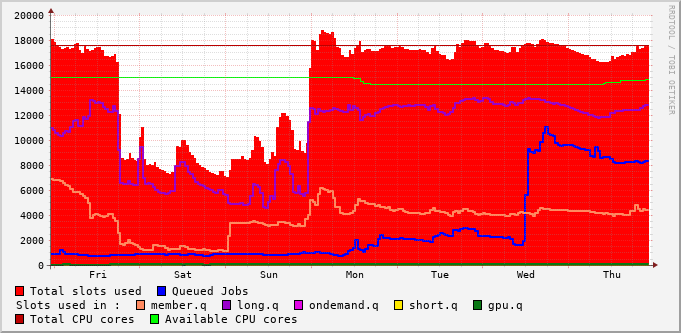 20000
18000
16000
14000
12000
10000
8000
6000
4000
2000
0
Fri Sat Sun Mon Tue Wed Thu
Total slots used Queued Jobs
Slots used in : member.q long.q ondemand.q short.q gpu.q
Total CPU cores Available CPU cores
RRDTOOL / TOBI OETIKER